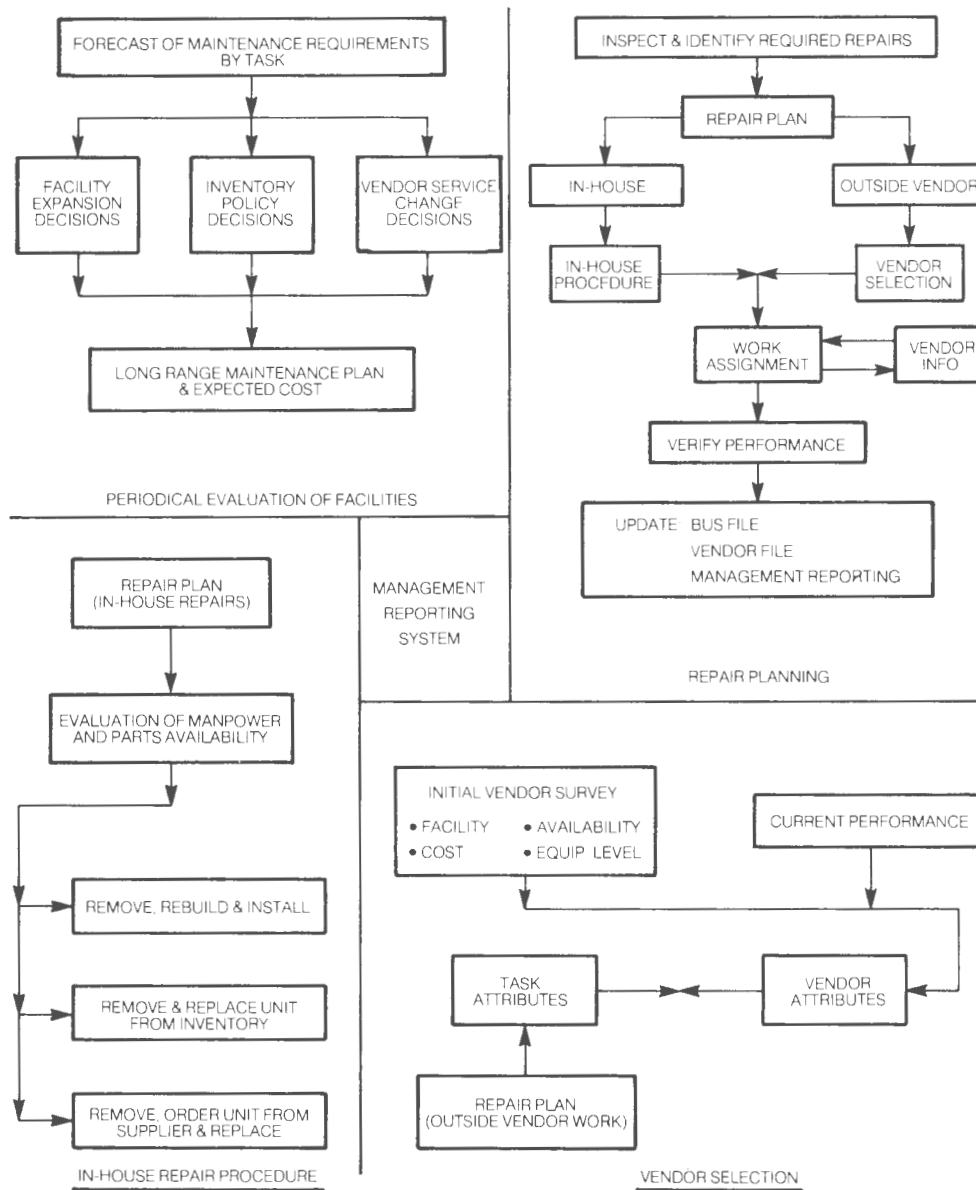 FORECAST OF MAINTENANCE REQUIREMENTS
BY TASK
FACILITY
EXPANSION
DECISIONS
INVENTORY
POLICY
DECISIONS
VENDOR SERVICE
CHANGE
DECISIONS
LONG RANGE MAINTENANCE PLAN
& EXPECTED COST
PERIODICAL EVALUATION OF FACILITIES
INSPECT & IDENTIFY REQUIRED REPAIRS
REPAIR PLAN
IN-HOUSE
OUTSIDE VENDOR
IN-HOUSE
PROCEDURE
VENDOR
SELECTION
WORK
ASSIGNMENT
VENDOR
INFO
VERIFY PERFORMANCE
UPDATE: BUS FILE
VENDOR FILE
MANAGEMENT REPORTING
REPAIR PLANNING
MANAGEMENT
REPORTING
SYSTEM
REPAIR PLAN
(IN-HOUSE REPAIRS)
EVALUATION OF MANPOWER
AND PARTS AVAILABILITY
REMOVE, REBUILD & INSTALL
REMOVE & REPLACE UNIT
FROM INVENTORY
REMOVE, ORDER UNIT FROM
SUPPLIER & REPLACE
IN-HOUSE REPAIR PROCEDURE
INITIAL VENDOR SURVEY
• FACILITY • AVAILABILITY
• COST • EQUIP LEVEL
CURRENT PERFORMANCE
TASK
ATTRIBUTES
VENDOR
ATTRIBUTES
REPAIR PLAN
(OUTSIDE VENDOR WORK)
VENDOR SELECTION